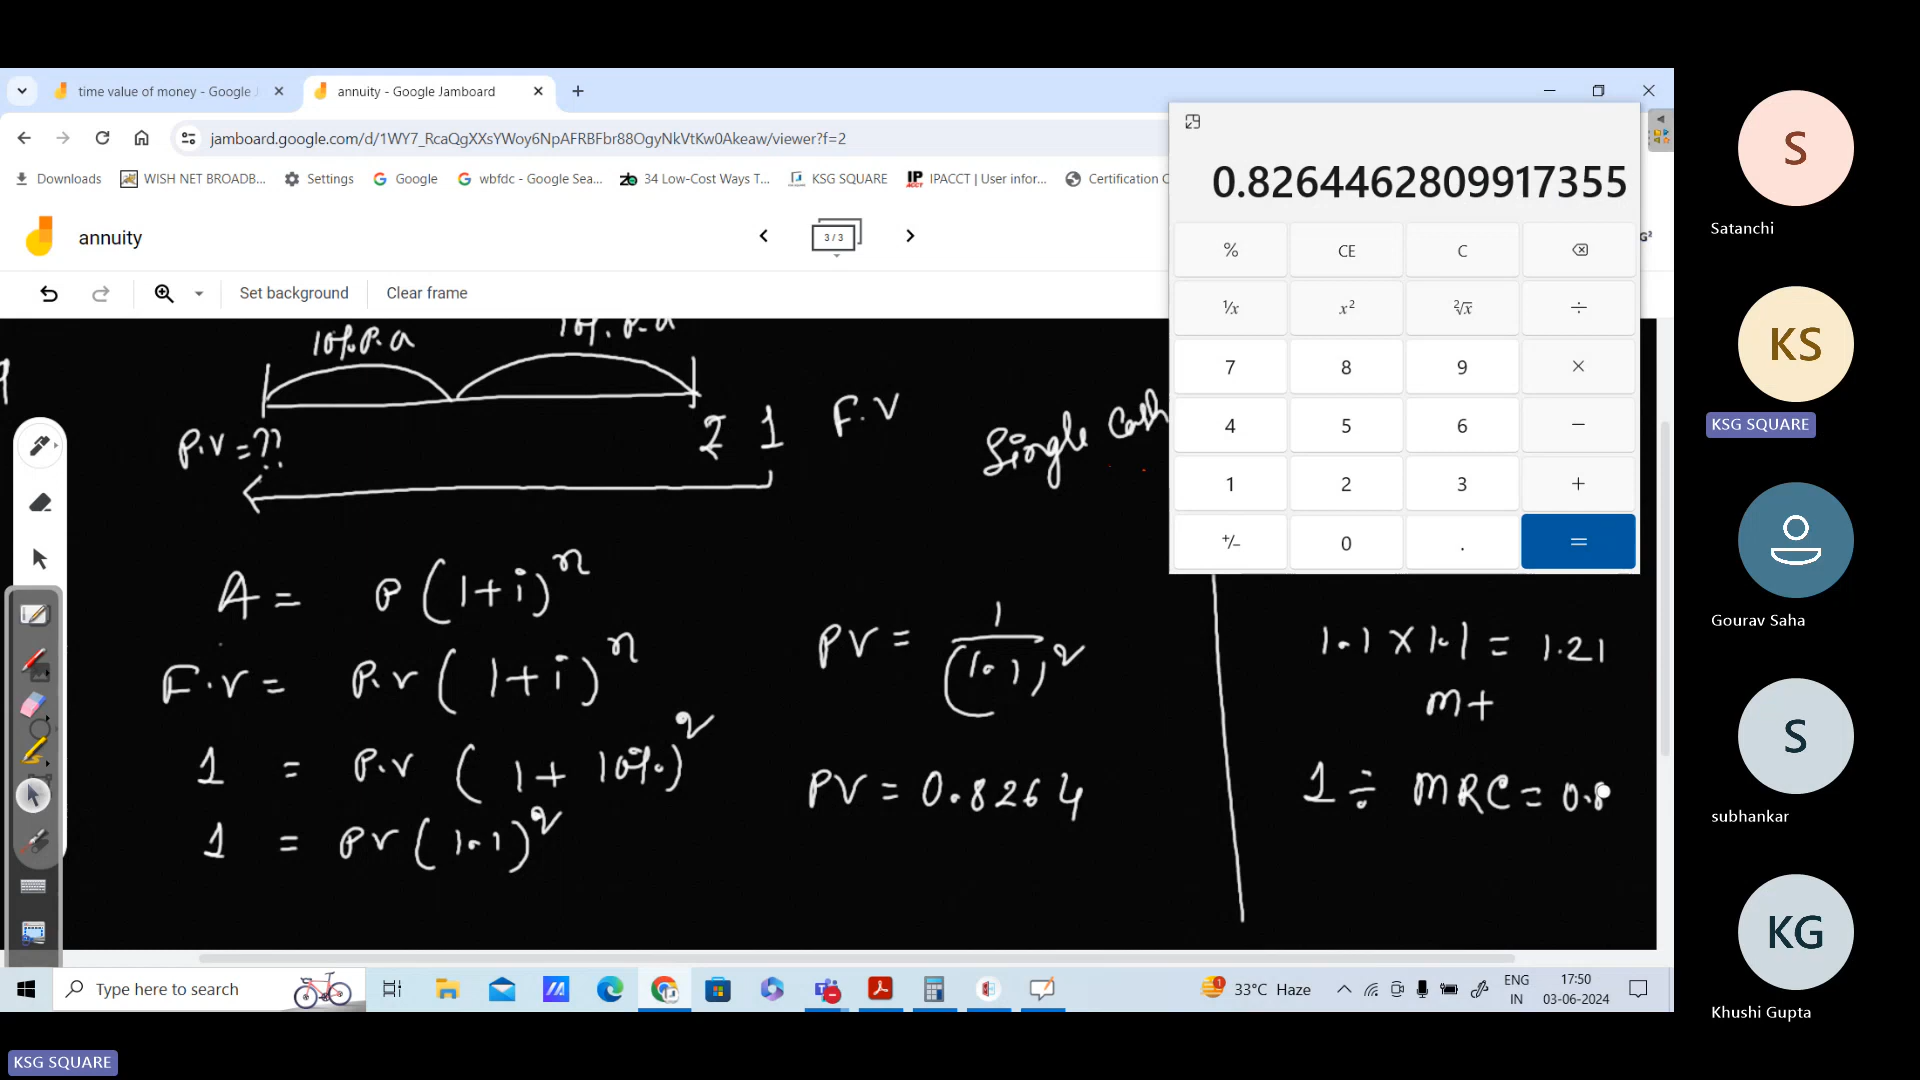 time value of money - Google J
annuity - Google Jamboard
jamboard.google.com/d/1WY7_RcaQgXXsYWoy6NpAFRBFbr88OgyNkVtKw0Akeaw/viewer?f=2
Downloads WISH NET BROADB... Settings Google wbfdc - Google Sea... 34 Low-Cost Ways T... KSG SQUARE IPACCT | User infor... Certification C
annuity
3 / 3
Set background Clear frame
10% P.a 10%. P.a
P.V = ?? 2 1 F.V Single Cash
A = P (1+i)^n
F.V = P.V (1+i)^n
1 = P.V (1+10%)^2
1 = PV (1.1)^2
PV = 1/(1.1)^2
PV = 0.8264
1.1 X 1.1 = 1.21
M+
1 ÷ MRC = 0.8
0.8264462809917355
% CE C
1/x x² ²√x ÷
7 8 9 ×
4 5 6 −
1 2 3 +
+/− 0 . =
Satanchi
KS
KSG SQUARE
Gourav Saha
S
subhankar
KG
Khushi Gupta
S
Type here to search
33°C Haze
ENG
IN
17:50
03-06-2024
KSG SQUARE